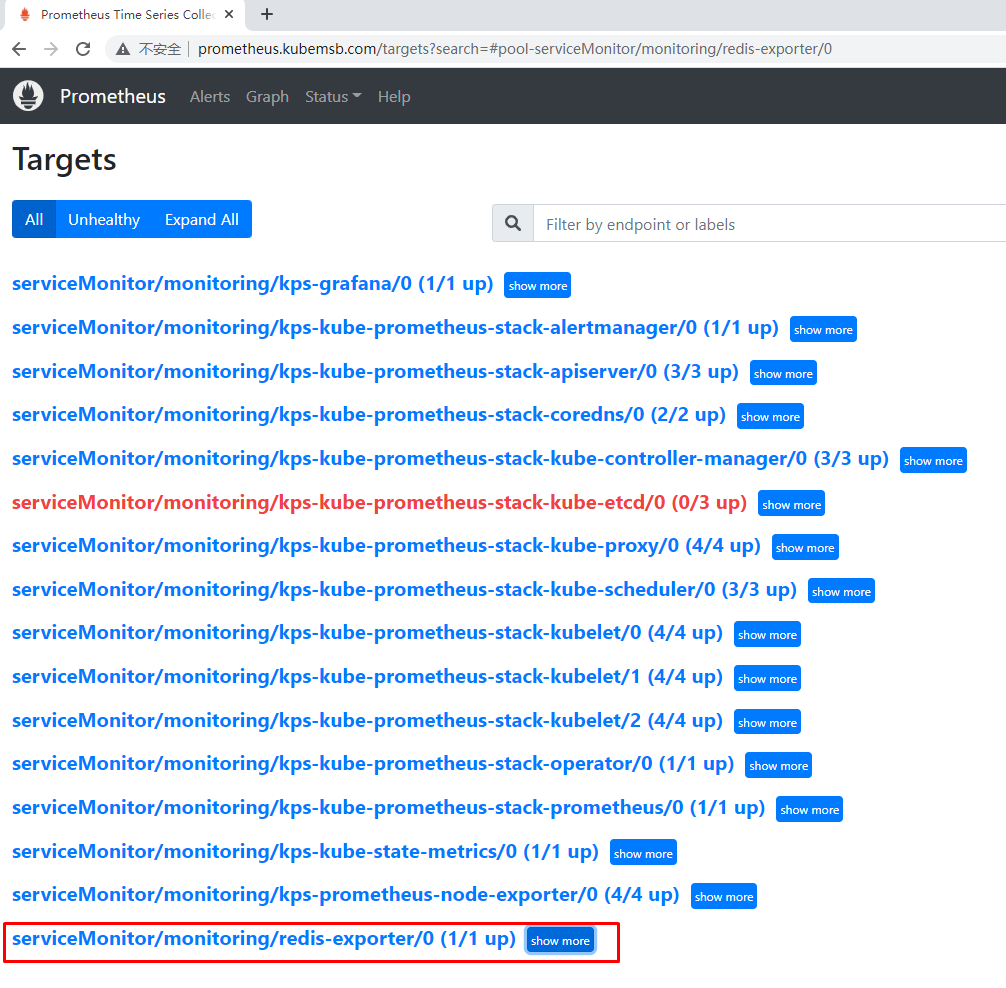 Prometheus Time Series Collec
不安全 prometheus.kubemsb.com/targets?search=#pool-serviceMonitor/monitoring/redis-exporter/0
Prometheus Alerts Graph Status Help
Targets
All Unhealthy Expand All Filter by endpoint or labels
serviceMonitor/monitoring/kps-grafana/0 (1/1 up) show more
serviceMonitor/monitoring/kps-kube-prometheus-stack-alertmanager/0 (1/1 up) show more
serviceMonitor/monitoring/kps-kube-prometheus-stack-apiserver/0 (3/3 up) show more
serviceMonitor/monitoring/kps-kube-prometheus-stack-coredns/0 (2/2 up) show more
serviceMonitor/monitoring/kps-kube-prometheus-stack-kube-controller-manager/0 (3/3 up) show more
serviceMonitor/monitoring/kps-kube-prometheus-stack-kube-etcd/0 (0/3 up) show more
serviceMonitor/monitoring/kps-kube-prometheus-stack-kube-proxy/0 (4/4 up) show more
serviceMonitor/monitoring/kps-kube-prometheus-stack-kube-scheduler/0 (3/3 up) show more
serviceMonitor/monitoring/kps-kube-prometheus-stack-kubelet/0 (4/4 up) show more
serviceMonitor/monitoring/kps-kube-prometheus-stack-kubelet/1 (4/4 up) show more
serviceMonitor/monitoring/kps-kube-prometheus-stack-kubelet/2 (4/4 up) show more
serviceMonitor/monitoring/kps-kube-prometheus-stack-operator/0 (1/1 up) show more
serviceMonitor/monitoring/kps-kube-prometheus-stack-prometheus/0 (1/1 up) show more
serviceMonitor/monitoring/kps-kube-state-metrics/0 (1/1 up) show more
serviceMonitor/monitoring/kps-prometheus-node-exporter/0 (4/4 up) show more
serviceMonitor/monitoring/redis-exporter/0 (1/1 up) show more